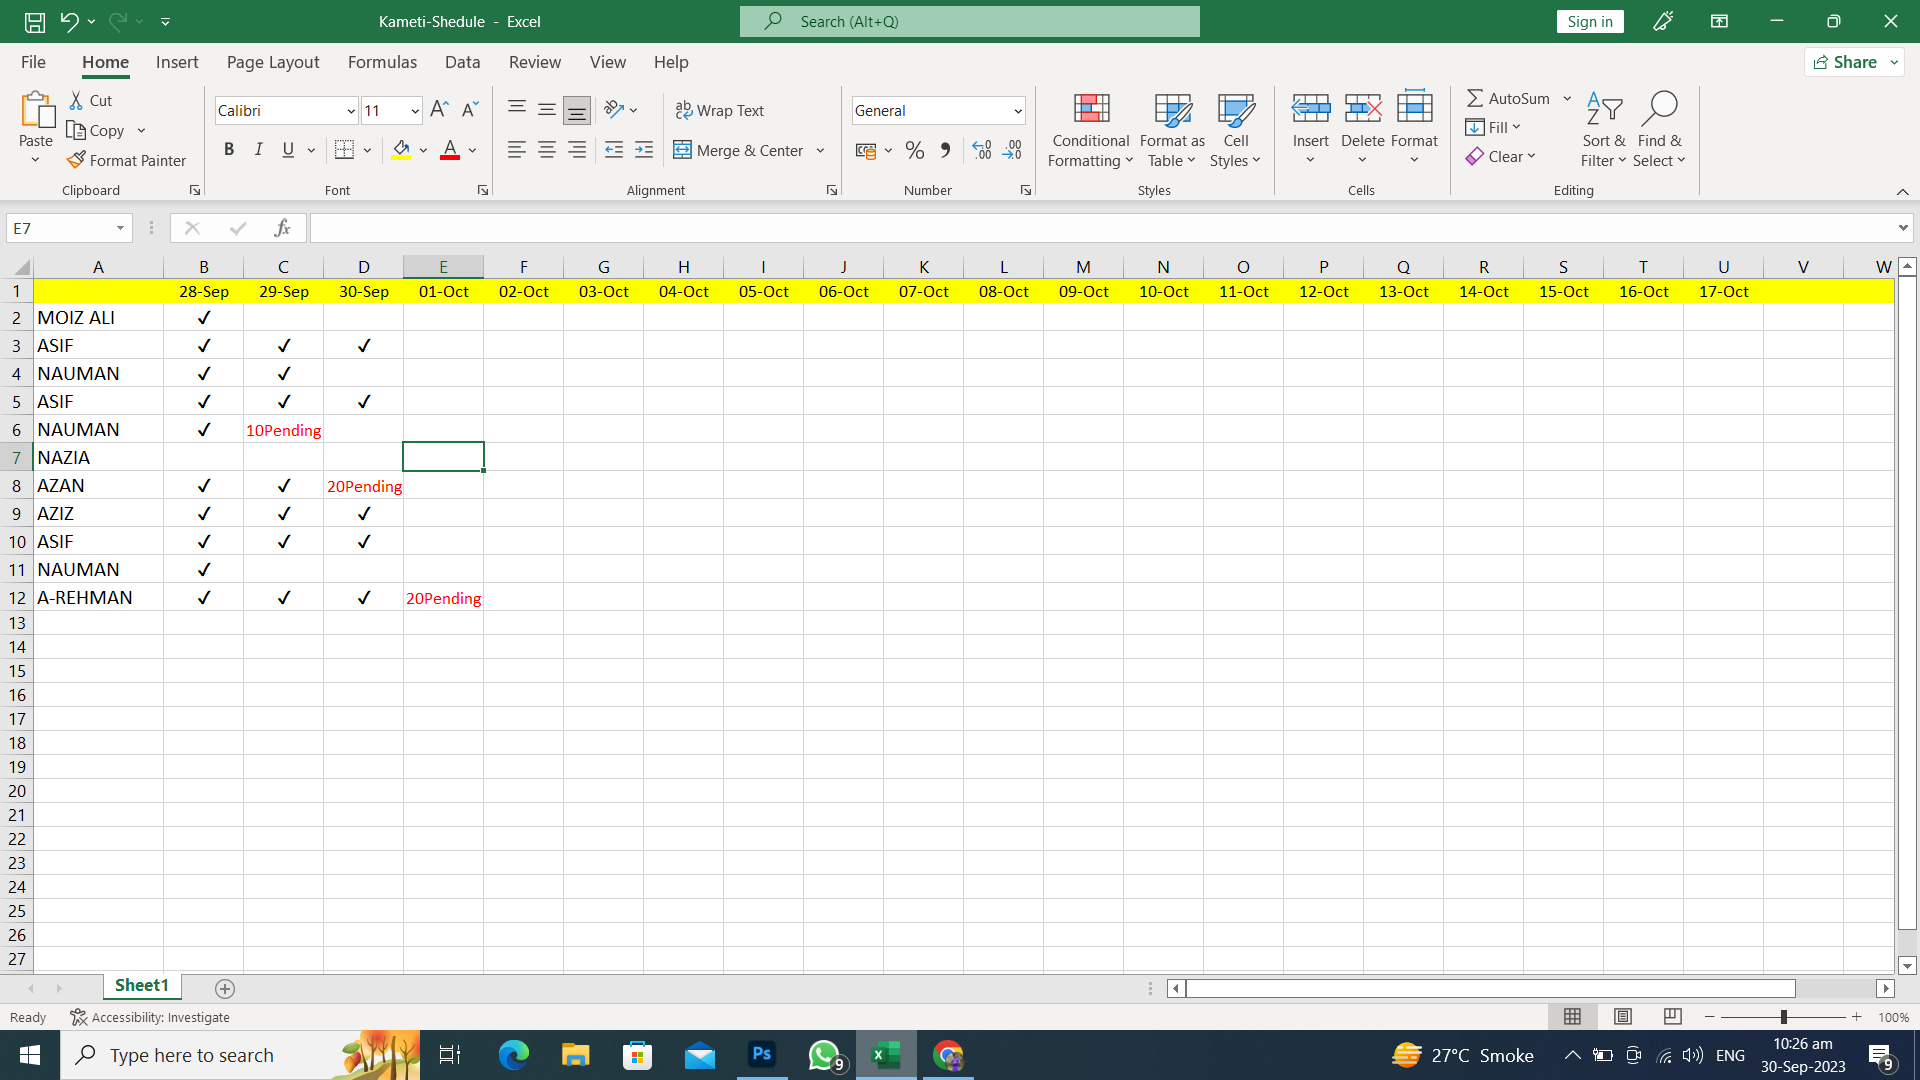 Kameti-Shedule - Excel
Search (Alt+Q)
Sign in
File Home Insert Page Layout Formulas Data Review View Help
Share
Paste
Cut
Copy
Format Painter
Clipboard
Calibri 11
B I U A
Font
Wrap Text
Merge & Center
Alignment
General
Number
Conditional Formatting
Format as Table
Cell Styles
Styles
Insert
Delete
Format
Cells
AutoSum
Fill
Clear
Sort & Filter
Find & Select
Editing
E7
fx
A B C D E F G H I J K L M N O P Q R S T U V W
1 28-Sep 29-Sep 30-Sep 01-Oct 02-Oct 03-Oct 04-Oct 05-Oct 06-Oct 07-Oct 08-Oct 09-Oct 10-Oct 11-Oct 12-Oct 13-Oct 14-Oct 15-Oct 16-Oct 17-Oct
2 MOIZ ALI ✓
3 ASIF ✓ ✓ ✓
4 NAUMAN ✓ ✓
5 ASIF ✓ ✓ ✓
6 NAUMAN ✓ 10Pending
7 NAZIA
8 AZAN ✓ ✓ 20Pending
9 AZIZ ✓ ✓ ✓
10 ASIF ✓ ✓ ✓
11 NAUMAN ✓
12 A-REHMAN ✓ ✓ ✓ 20Pending
13
14
15
16
17
18
19
20
21
22
23
24
25
26
27
Sheet1
Ready Accessibility: Investigate
100%
Type here to search
Ps
9
27°C Smoke
ENG
10:26 am
30-Sep-2023
9